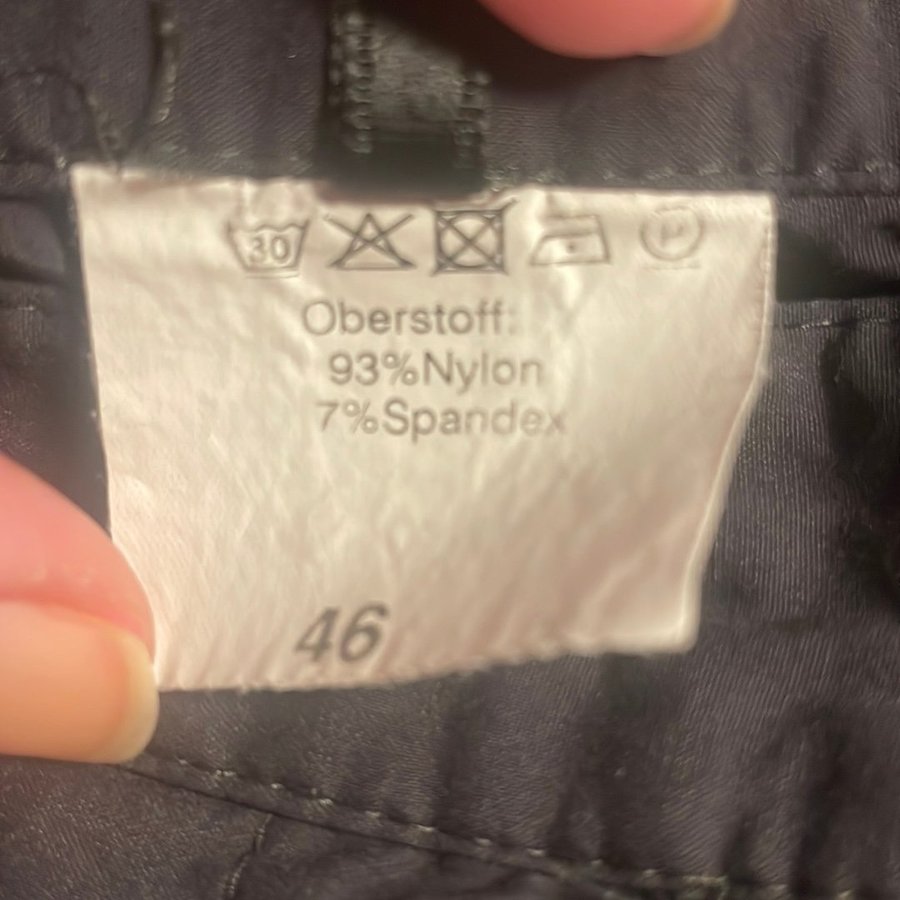 30
P
Oberstoff:
93%Nylon
7%Spandex
46